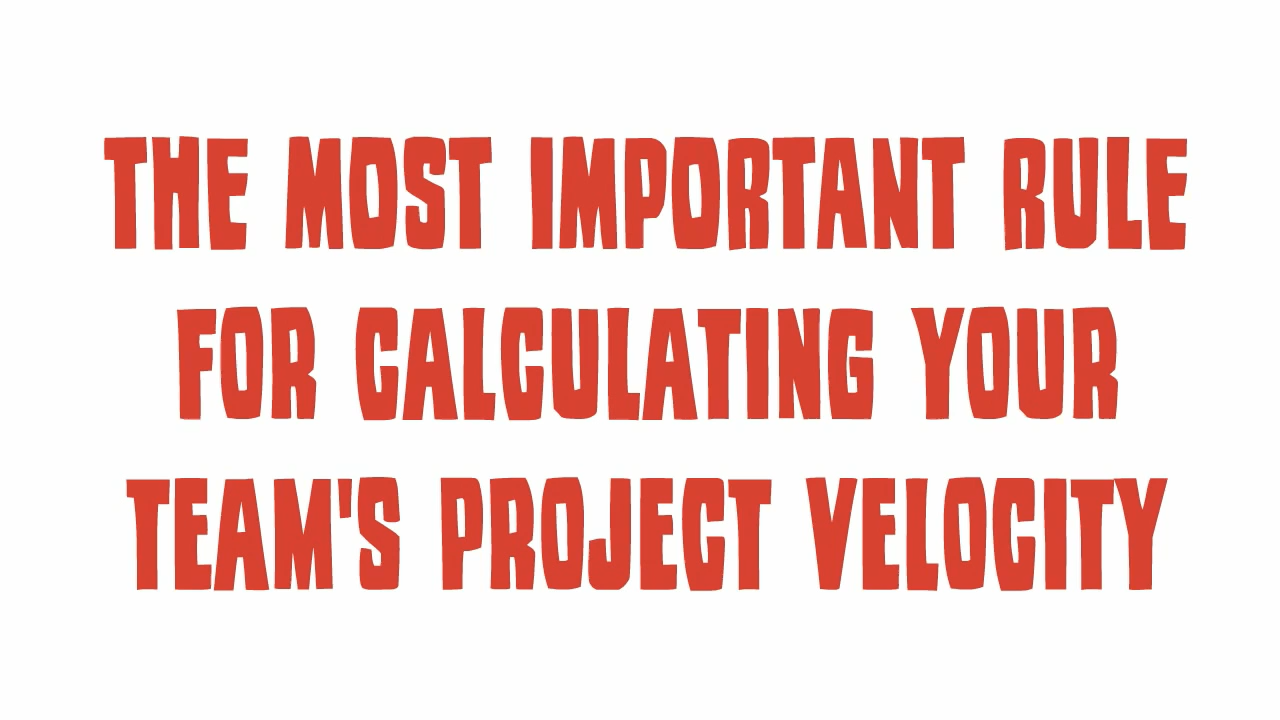 THE MOST IMPORTANT RULE
FOR CALCULATING YOUR
TEAM'S PROJECT VELOCITY